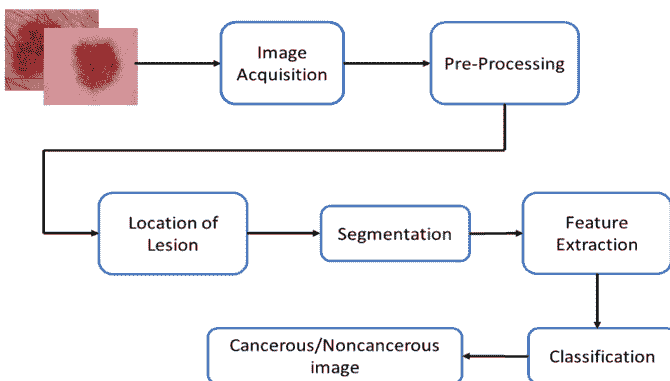 Image
Acquisition
Pre-Processing
Location of
Lesion
Segmentation
Feature
Extraction
Classification
Cancerous/Noncancerous
image